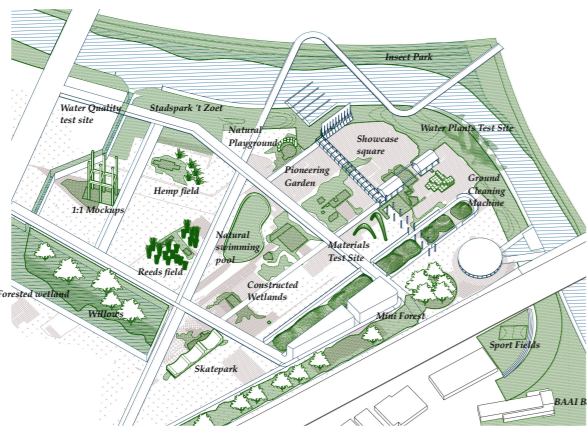 Insect Park
Water Quality
test site
Stadspark 't Zoet
Natural
Playground
Showcase
square
Water Plants Test Site
Pioneering
Garden
Ground
Cleaning
Machine
Hemp field
1:1 Mockups
Natural
swimming
pool
Materials
Test Site
Reeds field
Constructed
Wetlands
Forested wetland
Willows
Mini Forest
Skatepark
Sport Fields
BAAI B